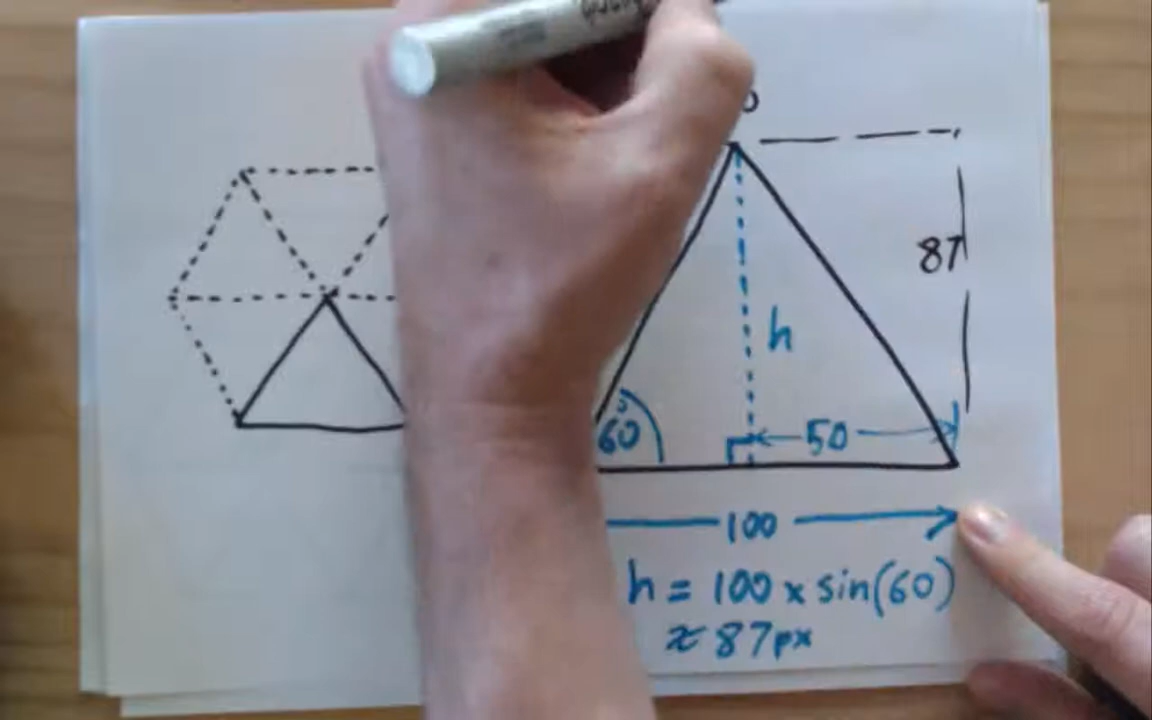 87
h
60°
50
100
h = 100 x sin(60)
≈ 87px